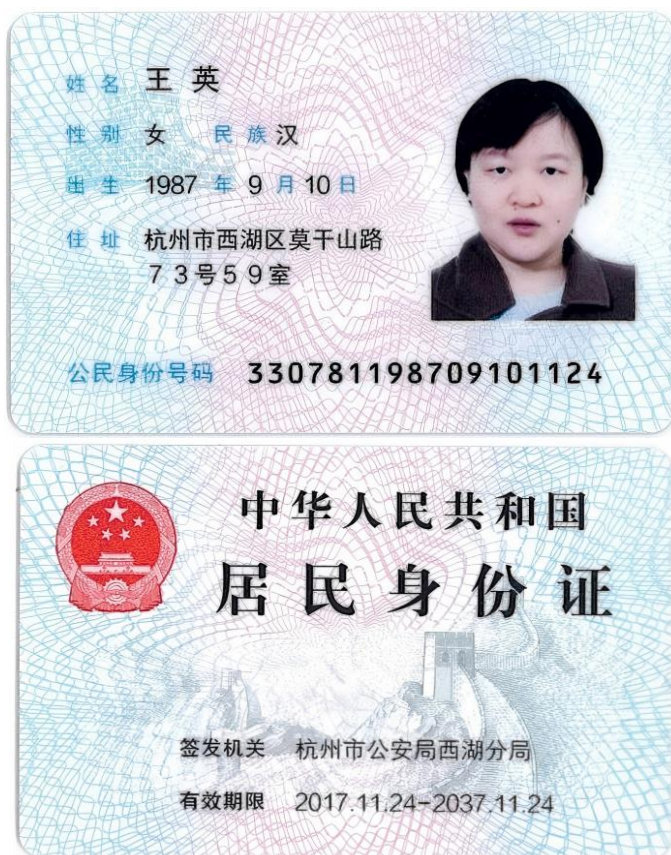 姓名 王英
性别 女 民族 汉
出生 1987 年 9 月 10 日
住址 杭州市西湖区莫干山路
73号59室
公民身份号码 330781198709101124
中华人民共和国
居民身份证
签发机关 杭州市公安局西湖分局
有效期限 2017.11.24-2037.11.24